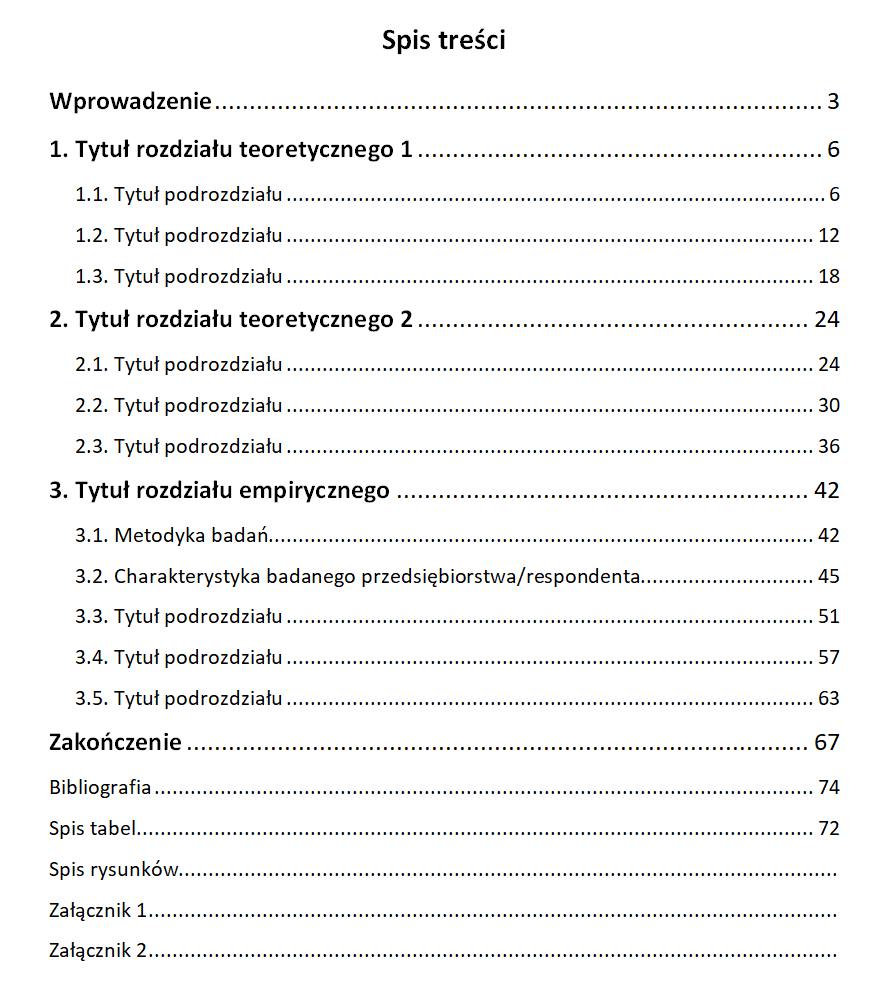 Spis treści
Wprowadzenie........................................................................................ 3
1. Tytuł rozdziału teoretycznego 1........................................................... 6
1.1. Tytuł podrozdziału........................................................................................... 6
1.2. Tytuł podrozdziału......................................................................................... 12
1.3. Tytuł podrozdziału......................................................................................... 18
2. Tytuł rozdziału teoretycznego 2......................................................... 24
2.1. Tytuł podrozdziału......................................................................................... 24
2.2. Tytuł podrozdziału......................................................................................... 30
2.3. Tytuł podrozdziału......................................................................................... 36
3. Tytuł rozdziału empirycznego ............................................................ 42
3.1. Metodyka badań............................................................................................ 42
3.2. Charakterystyka badanego przedsiębiorstwa/respondenta............................. 45
3.3. Tytuł podrozdziału......................................................................................... 51
3.4. Tytuł podrozdziału......................................................................................... 57
3.5. Tytuł podrozdziału......................................................................................... 63
Zakończenie.......................................................................................... 67
Bibliografia.................................................................................................................... 74
Spis tabel....................................................................................................................... 72
Spis rysunków................................................................................................................
Załącznik 1.....................................................................................................................
Załącznik 2.....................................................................................................................